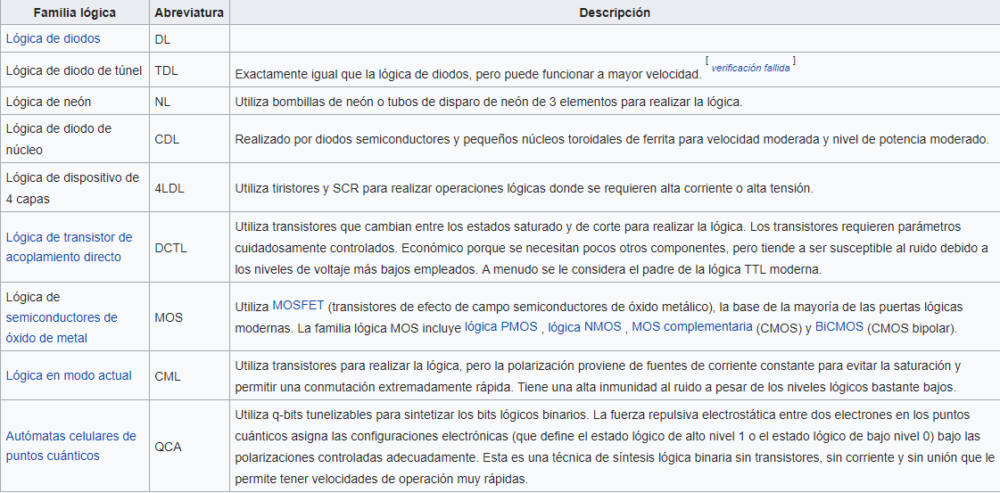 Familia lógica Abreviatura Descripción
Lógica de diodos DL
Lógica de diodo de túnel TDL Exactamente igual que la lógica de diodos, pero puede funcionar a mayor velocidad. [ verificación fallida ]
Lógica de neón NL Utiliza bombillas de neón o tubos de disparo de neón de 3 elementos para realizar la lógica.
Lógica de diodo de
núcleo
CDL
Realizado por diodos semiconductores y pequeños núcleos toroidales de ferrita para velocidad moderada y nivel de potencia moderado.
Lógica de dispositivo de
4 capas
4LDL
Utiliza tiristores y SCR para realizar operaciones lógicas donde se requieren alta corriente o alta tensión.
Lógica de transistor de
acoplamiento directo
DCTL
Utiliza transistores que cambian entre los estados saturado y de corte para realizar la lógica. Los transistores requieren parámetros
cuidadosamente controlados. Económico porque se necesitan pocos otros componentes, pero tiende a ser susceptible al ruido debido a
los niveles de voltaje más bajos empleados. A menudo se le considera el padre de la lógica TTL moderna.
Lógica de
semiconductores de
óxido de metal
MOS
Utiliza MOSFET (transistores de efecto de campo semiconductores de óxido metálico), la base de la mayoría de las puertas lógicas
modernas. La familia lógica MOS incluye lógica PMOS , lógica NMOS , MOS complementaria (CMOS) y BiCMOS (CMOS bipolar).
Lógica en modo actual
CML
Utiliza transistores para realizar la lógica, pero la polarización proviene de fuentes de corriente constante para evitar la saturación y
permitir una conmutación extremadamente rápida. Tiene una alta inmunidad al ruido a pesar de los niveles lógicos bastante bajos.
Autómatas celulares de
puntos cuánticos
QCA
Utiliza q-bits tunelizables para sintetizar los bits lógicos binarios. La fuerza repulsiva electrostática entre dos electrones en los puntos
cuánticos asigna las configuraciones electrónicas (que define el estado lógico de alto nivel 1 o el estado lógico de bajo nivel 0) bajo las
polarizaciones controladas adecuadamente. Esta es una técnica de síntesis lógica binaria sin transistores, sin corriente y sin unión que le
permite tener velocidades de operación muy rápidas.